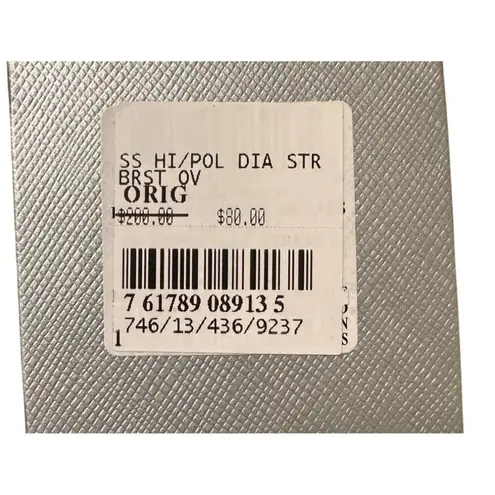 SS HI/POL DIA STR
BRST OV
ORIG
$200.00 $80.00
7 61789 08913 5
746/13/436/9237